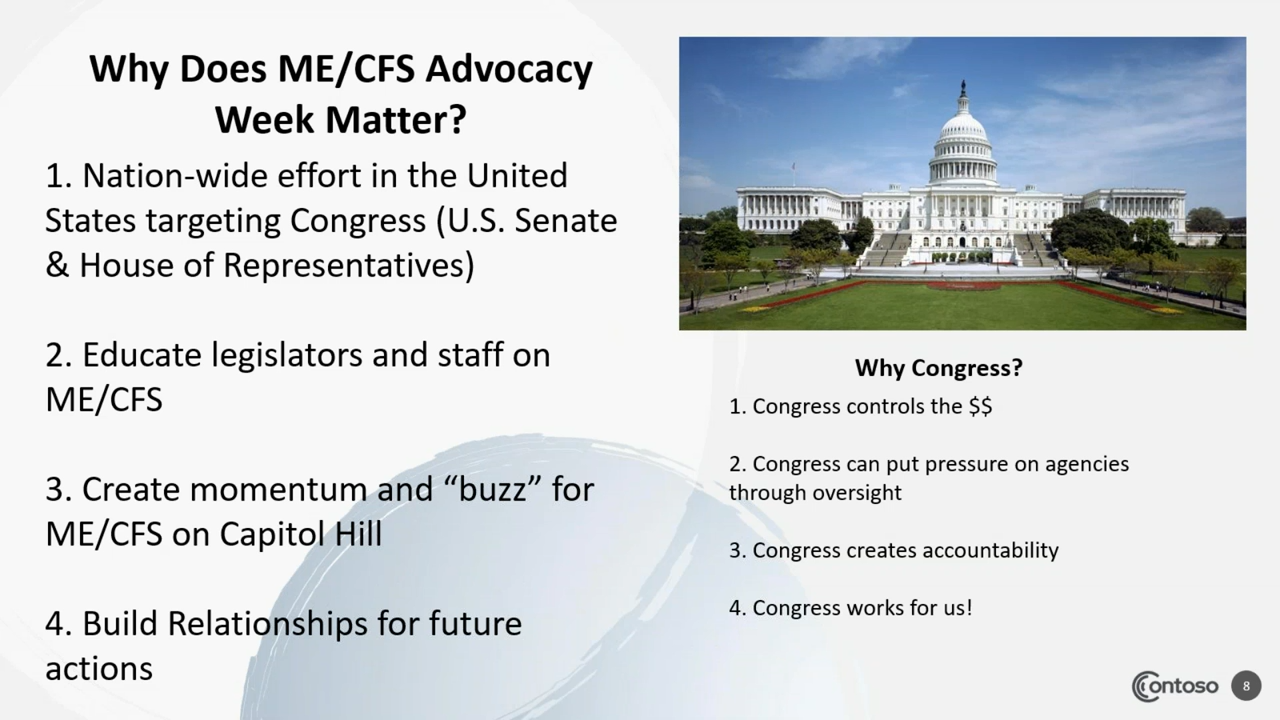 Why Does ME/CFS Advocacy
Week Matter?
1. Nation-wide effort in the United
States targeting Congress (U.S. Senate
& House of Representatives)
2. Educate legislators and staff on
ME/CFS
3. Create momentum and “buzz” for
ME/CFS on Capitol Hill
4. Build Relationships for future
actions
Why Congress?
1. Congress controls the $$
2. Congress can put pressure on agencies
through oversight
3. Congress creates accountability
4. Congress works for us!
Contoso
8